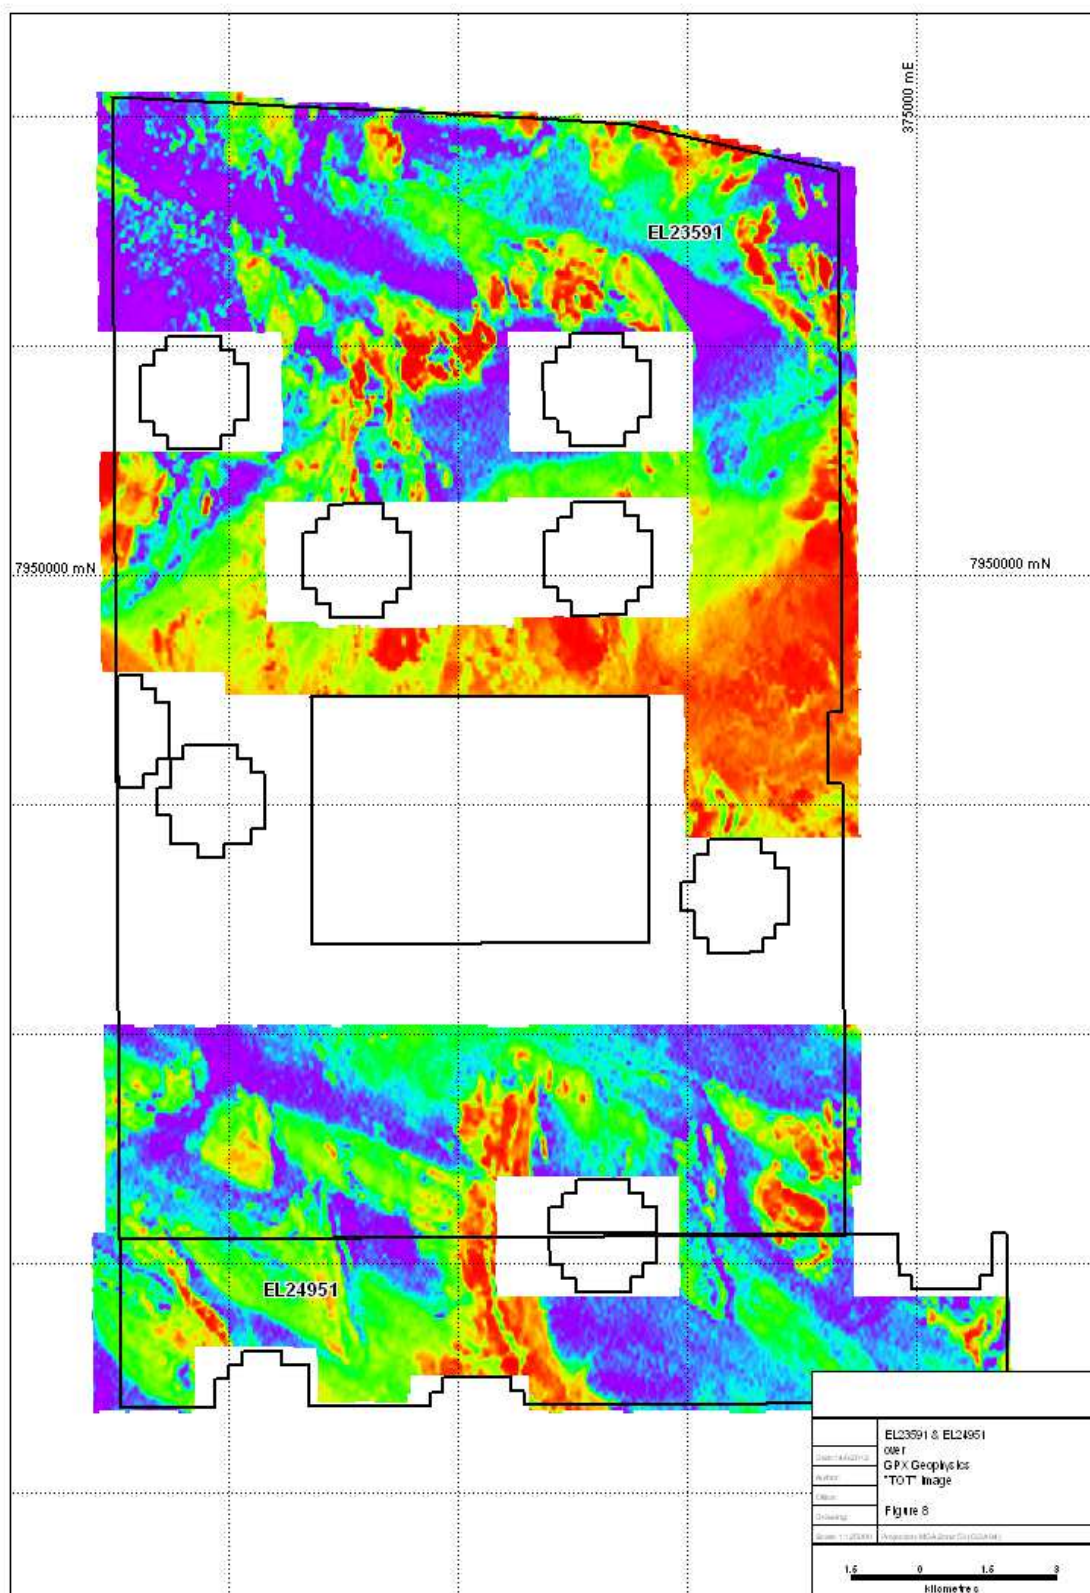 375000 mE
EL23591
7950000 mN
7950000 mN
EL24951
EL23591 & EL24951
over
GPX Geophysics
"TOT" Image
Figure 8
1.5 0 1.5 3
kilometres